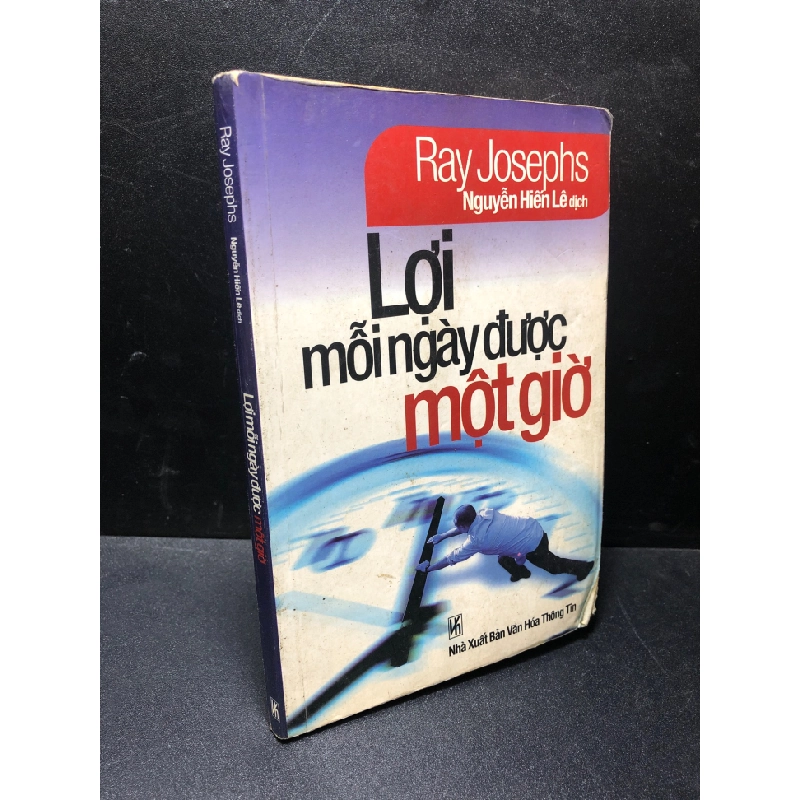 Ray Josephs
Nguyễn Hiến Lê dịch
Lợi
mỗi ngày được
một giờ
Nhà Xuất Bản Văn Hóa Thông Tin
Ray Josephs
Nguyễn Hiến Lê dịch
Lợi mỗi ngày được một giờ